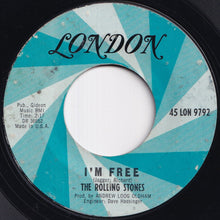 LONDON
Pub., Gideon
Music BMI
Time: 2:17
DR 38082
Made in U.S.A.
45 LON 9792
I'M FREE
(Jagger; Richard)
THE ROLLING STONES
Prod. by ANDREW LOOG OLDHAM
Engineer: Dave Hassinger